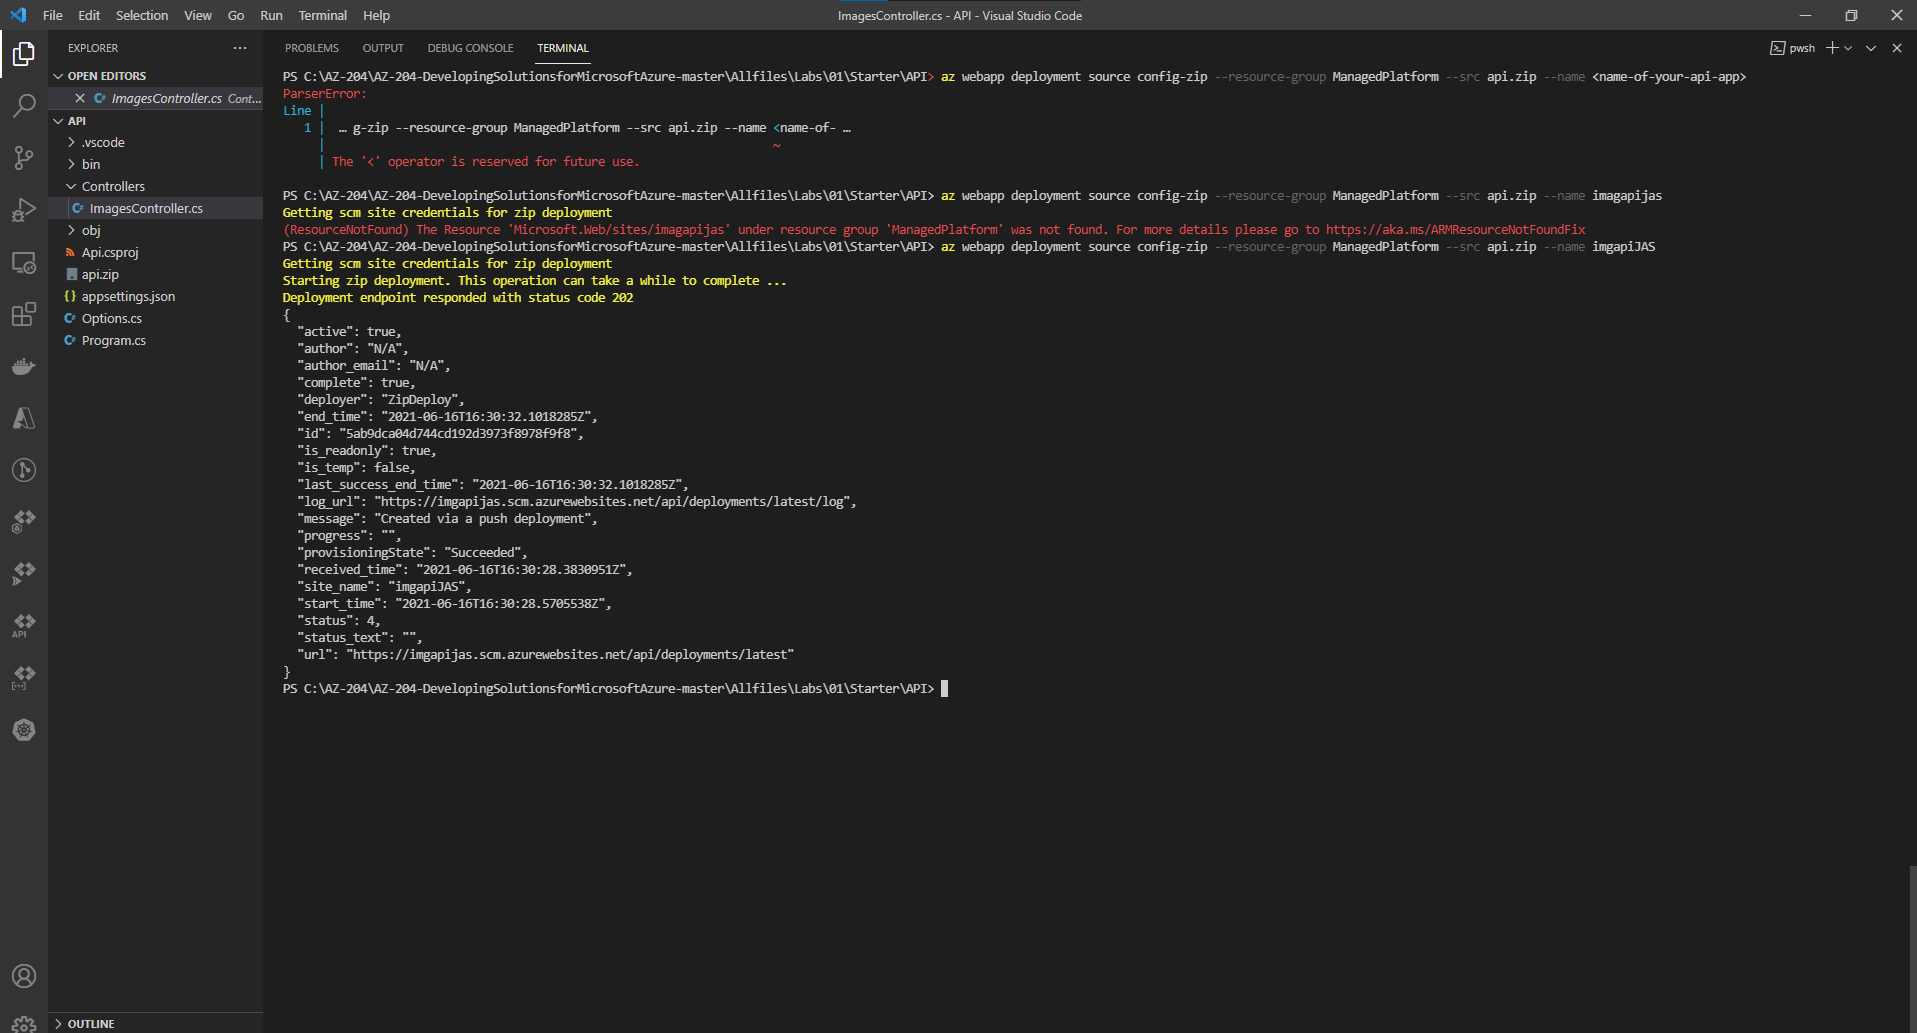 File Edit Selection View Go Run Terminal Help
ImagesController.cs - API - Visual Studio Code
EXPLORER
OPEN EDITORS
ImagesController.cs Cont...
API
.vscode
bin
Controllers
ImagesController.cs
obj
Api.csproj
api.zip
appsettings.json
Options.cs
Program.cs
OUTLINE
API
PROBLEMS OUTPUT DEBUG CONSOLE TERMINAL
pwsh
PS C:\AZ-204\AZ-204-DevelopingSolutionsforMicrosoftAzure-master\Allfiles\Labs\01\Starter\API> az webapp deployment source config-zip --resource-group ManagedPlatform --src api.zip --name <name-of-your-api-app>
ParserError:
Line |
1 | … g-zip --resource-group ManagedPlatform --src api.zip --name <name-of- …
| ~
| The '<' operator is reserved for future use.
PS C:\AZ-204\AZ-204-DevelopingSolutionsforMicrosoftAzure-master\Allfiles\Labs\01\Starter\API> az webapp deployment source config-zip --resource-group ManagedPlatform --src api.zip --name imagapijas
Getting scm site credentials for zip deployment
(ResourceNotFound) The Resource 'Microsoft.Web/sites/imagapijas' under resource group 'ManagedPlatform' was not found. For more details please go to https://aka.ms/ARMResourceNotFoundFix
PS C:\AZ-204\AZ-204-DevelopingSolutionsforMicrosoftAzure-master\Allfiles\Labs\01\Starter\API> az webapp deployment source config-zip --resource-group ManagedPlatform --src api.zip --name imgapiJAS
Getting scm site credentials for zip deployment
Starting zip deployment. This operation can take a while to complete ...
Deployment endpoint responded with status code 202
{
"active": true,
"author": "N/A",
"author_email": "N/A",
"complete": true,
"deployer": "ZipDeploy",
"end_time": "2021-06-16T16:30:32.1018285Z",
"id": "5ab9dca04d744cd192d3973f8978f9f8",
"is_readonly": true,
"is_temp": false,
"last_success_end_time": "2021-06-16T16:30:32.1018285Z",
"log_url": "https://imgapijas.scm.azurewebsites.net/api/deployments/latest/log",
"message": "Created via a push deployment",
"progress": "",
"provisioningState": "Succeeded",
"received_time": "2021-06-16T16:30:28.3830951Z",
"site_name": "imgapiJAS",
"start_time": "2021-06-16T16:30:28.5705538Z",
"status": 4,
"status_text": "",
"url": "https://imgapijas.scm.azurewebsites.net/api/deployments/latest"
}
PS C:\AZ-204\AZ-204-DevelopingSolutionsforMicrosoftAzure-master\Allfiles\Labs\01\Starter\API>